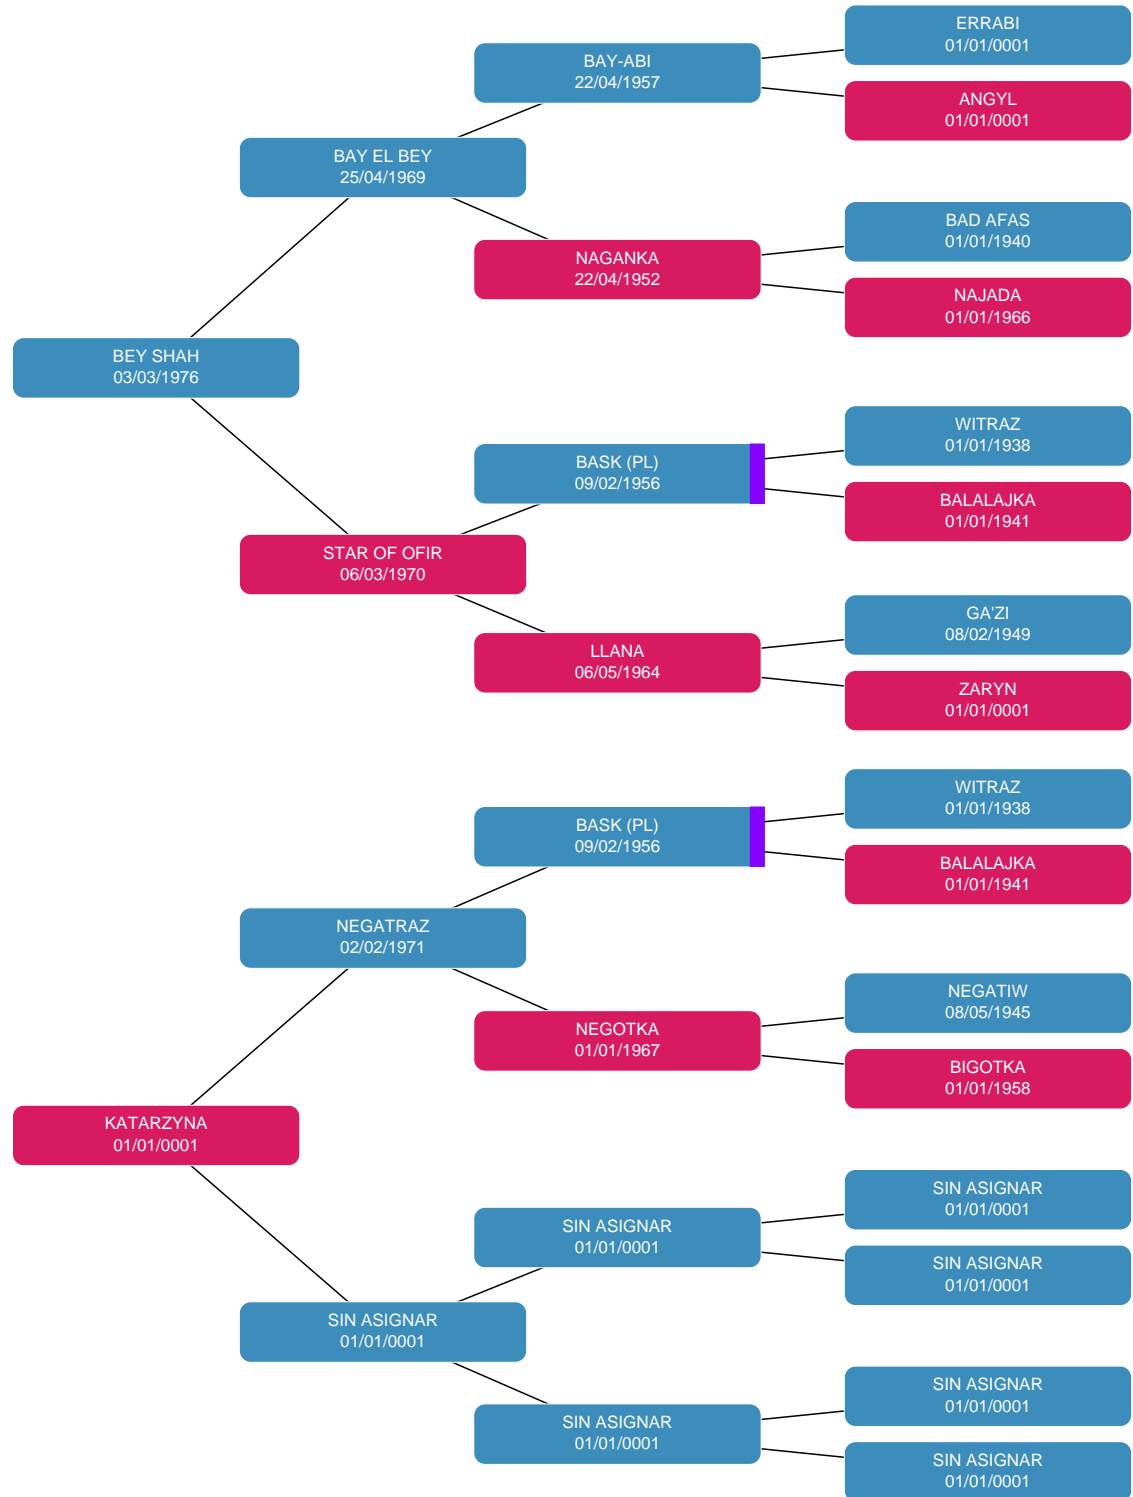 ERRABI
01/01/0001
BAY-ABI
22/04/1957
ANGYL
01/01/0001
BAY EL BEY
25/04/1969
BAD AFAS
01/01/1940
NAGANKA
22/04/1952
NAJADA
01/01/1966
BEY SHAH
03/03/1976
WITRAZ
01/01/1938
BASK (PL)
09/02/1956
BALALAJKA
01/01/1941
STAR OF OFIR
06/03/1970
GA'ZI
08/02/1949
LLANA
06/05/1964
ZARYN
01/01/0001
WITRAZ
01/01/1938
BASK (PL)
09/02/1956
BALALAJKA
01/01/1941
NEGATRAZ
02/02/1971
NEGATIW
08/05/1945
NEGOTKA
01/01/1967
BIGOTKA
01/01/1958
KATARZYNA
01/01/0001
SIN ASIGNAR
01/01/0001
SIN ASIGNAR
01/01/0001
SIN ASIGNAR
01/01/0001
SIN ASIGNAR
01/01/0001
SIN ASIGNAR
01/01/0001
SIN ASIGNAR
01/01/0001
SIN ASIGNAR
01/01/0001